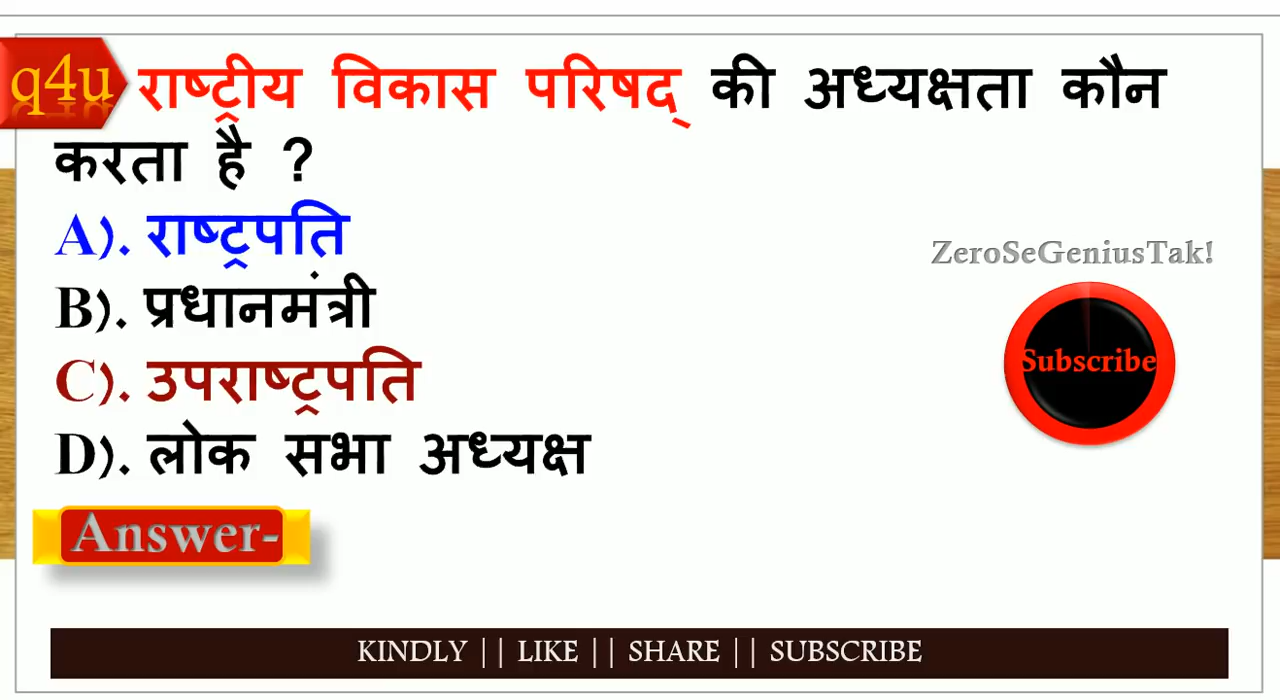 q4u राष्ट्रीय विकास परिषद् की अध्यक्षता कौन
करता है ?
A). राष्ट्रपति
B). प्रधानमंत्री
C). उपराष्ट्रपति
D). लोक सभा अध्यक्ष
ZeroSeGeniusTak!
Subscribe
Answer-
KINDLY || LIKE || SHARE || SUBSCRIBE